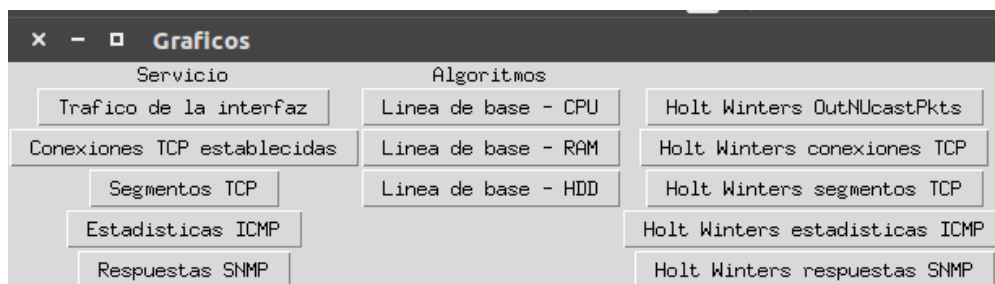 Graficos
Servicio Algoritmos
Trafico de la interfaz Linea de base - CPU Holt Winters OutNUcastPkts
Conexiones TCP establecidas Linea de base - RAM Holt Winters conexiones TCP
Segmentos TCP Linea de base - HDD Holt Winters segmentos TCP
Estadisticas ICMP Holt Winters estadisticas ICMP
Respuestas SNMP Holt Winters respuestas SNMP